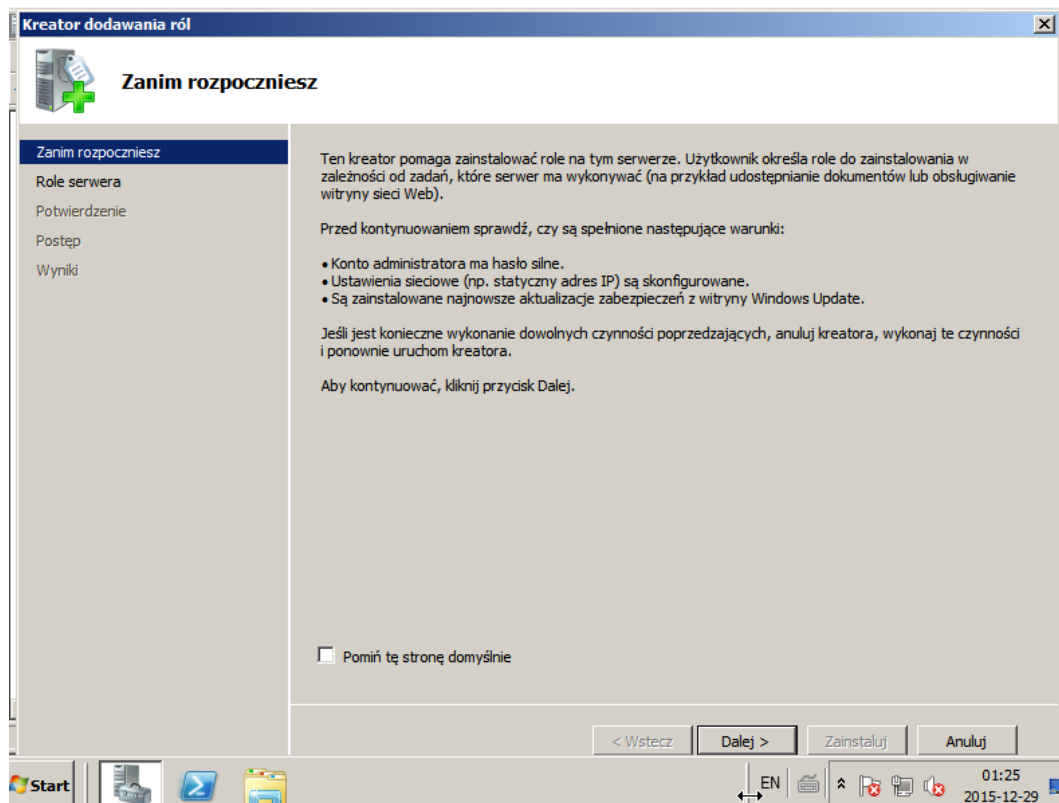 Kreator dodawania ról
Zanim rozpoczniesz
Zanim rozpoczniesz
Role serwera
Potwierdzenie
Postęp
Wyniki
Ten kreator pomaga zainstalować role na tym serwerze. Użytkownik określa role do zainstalowania w
zależności od zadań, które serwer ma wykonywać (na przykład udostępnianie dokumentów lub obsługiwanie
witryny sieci Web).
Przed kontynuowaniem sprawdź, czy są spełnione następujące warunki:
• Konto administratora ma hasło silne.
• Ustawienia sieciowe (np. statyczny adres IP) są skonfigurowane.
• Są zainstalowane najnowsze aktualizacje zabezpieczeń z witryny Windows Update.
Jeśli jest konieczne wykonanie dowolnych czynności poprzedzających, anuluj kreatora, wykonaj te czynności
i ponownie uruchom kreatora.
Aby kontynuować, kliknij przycisk Dalej.
Pomiń tę stronę domyślnie
< Wstecz
Dalej >
Zainstaluj
Anuluj
Start
EN
01:25
2015-12-29